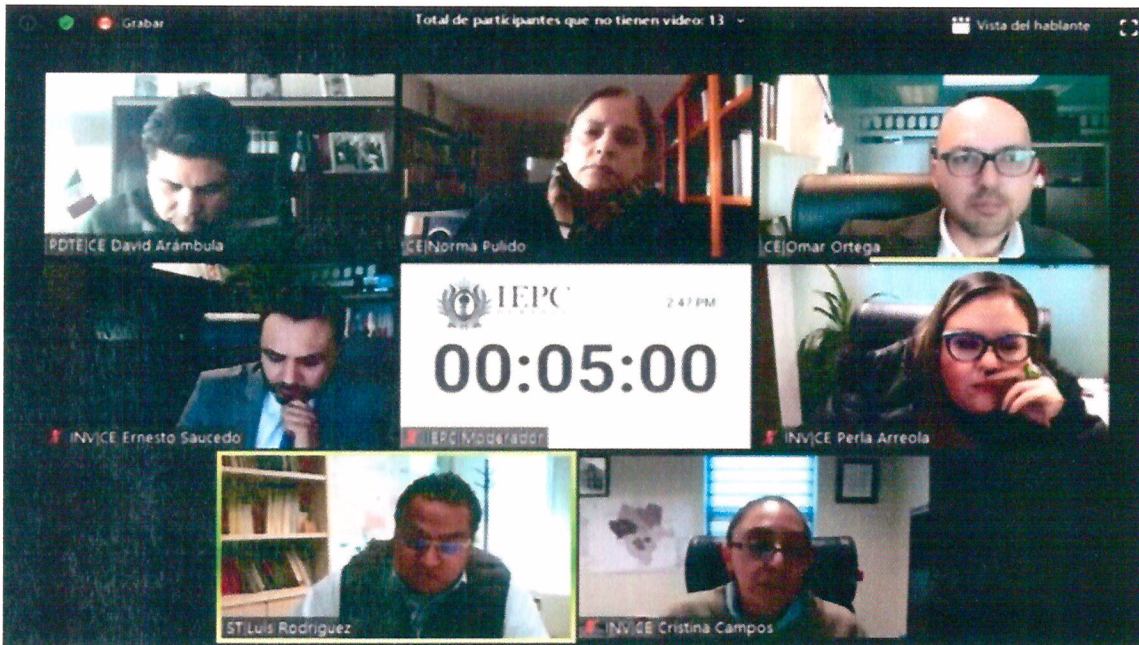 Grabar
Total de participantes que no tienen video: 13
Vista del hablante
PDTE|CE David Arámbula
CE|Norma Pulido
CE|Omar Ortega
INV|CE Ernesto Saucedo
IEPC
2:47 PM
00:05:00
IEPC Moderador
INV|CE Perla Arreola
ST|Luis Rodriguez
INV|CE Cristina Campos